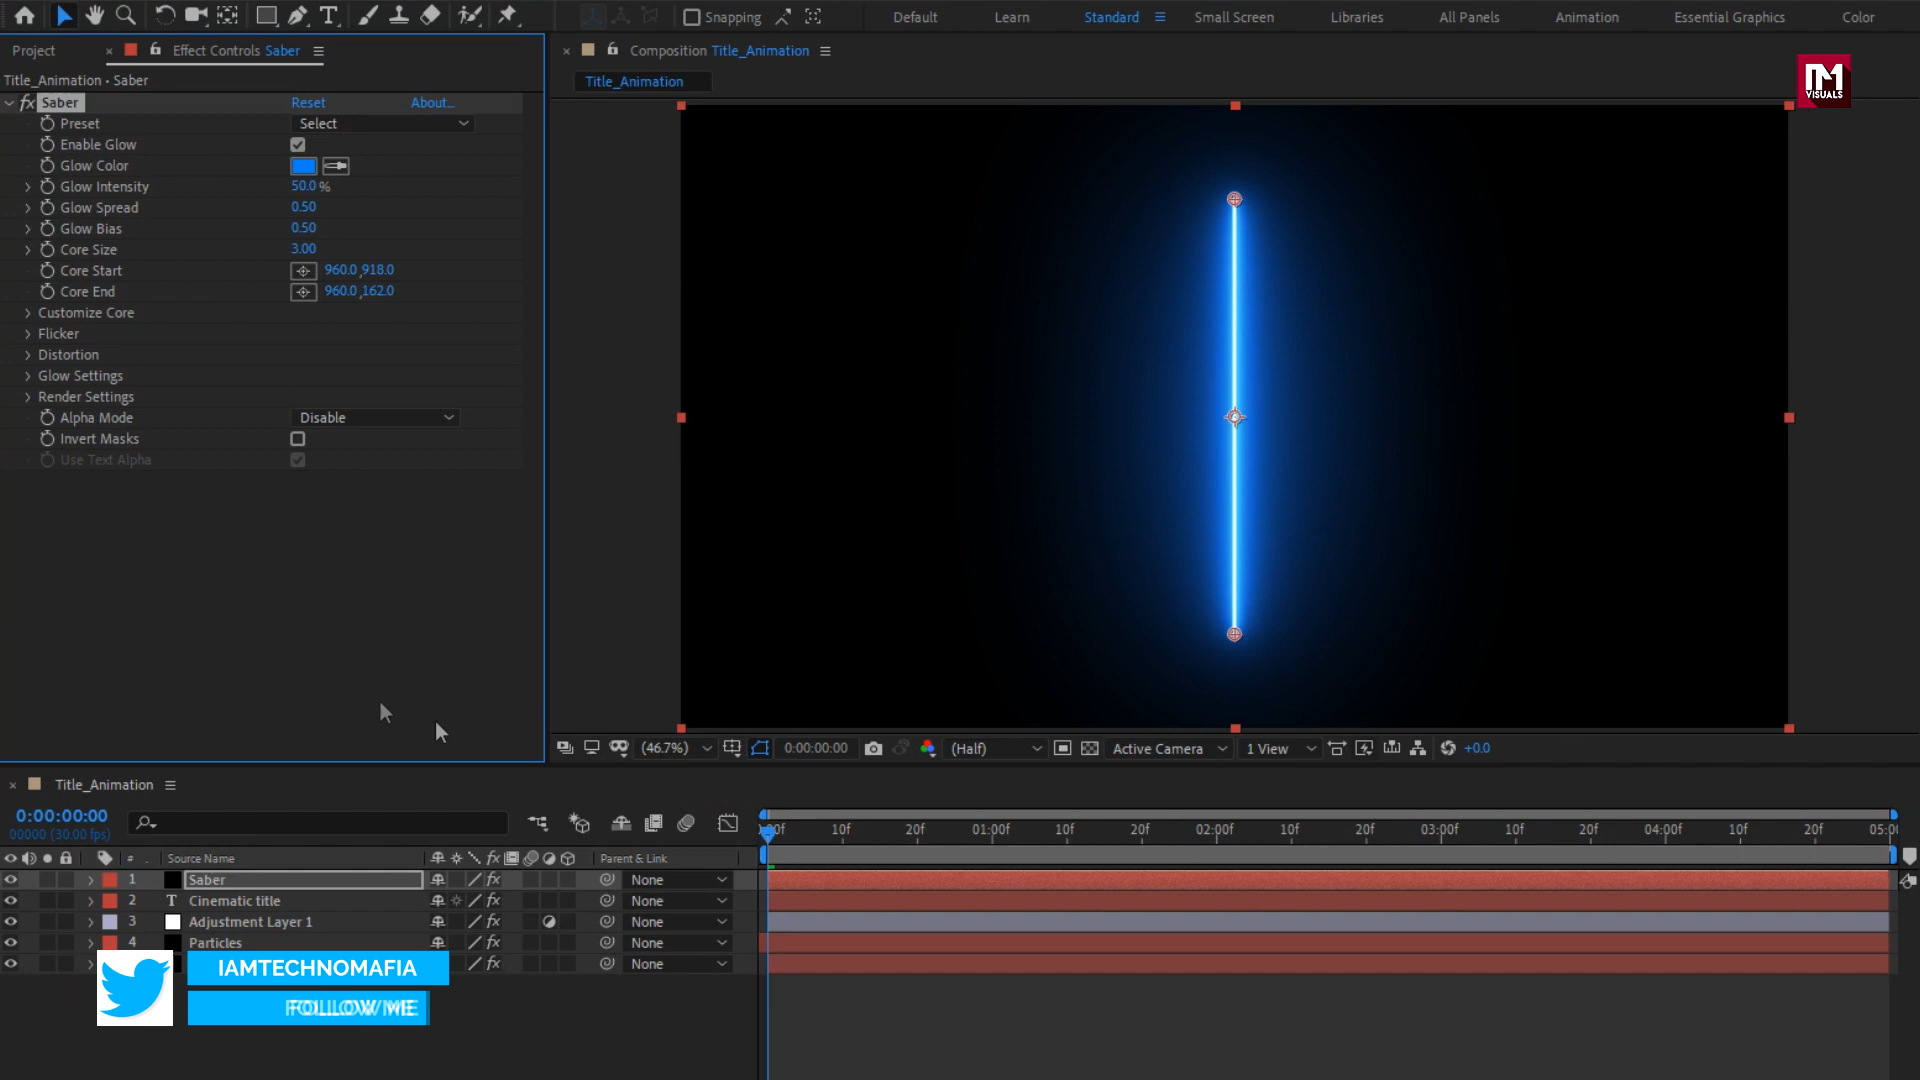 Snapping
Default
Learn
Standard
Small Screen
Libraries
All Panels
Animation
Essential Graphics
Color
Project
Effect Controls Saber
Composition Title_Animation
Title_Animation • Saber
Title_Animation
M
VISUALS
fx Saber
Reset
About...
Preset
Select
Enable Glow
Glow Color
Glow Intensity
50.0 %
Glow Spread
0.50
Glow Bias
0.50
Core Size
3.00
Core Start
960.0,918.0
Core End
960.0,162.0
Customize Core
Flicker
Distortion
Glow Settings
Render Settings
Alpha Mode
Disable
Invert Masks
Use Text Alpha
(46.7%)
0:00:00:00
(Half)
Active Camera
1 View
+0.0
Title_Animation
0:00:00:00
00000 (30.00 fps)
10f
20f
01:00f
10f
20f
02:00f
10f
20f
03:00f
10f
20f
04:00f
10f
20f
# . Source Name
fx
Parent & Link
1 Saber fx None
2 T Cinematic title fx None
3 Adjustment Layer 1 None
4 Particles fx None
fx None
IAMTECHNOMAFIA
FOLLOW ME